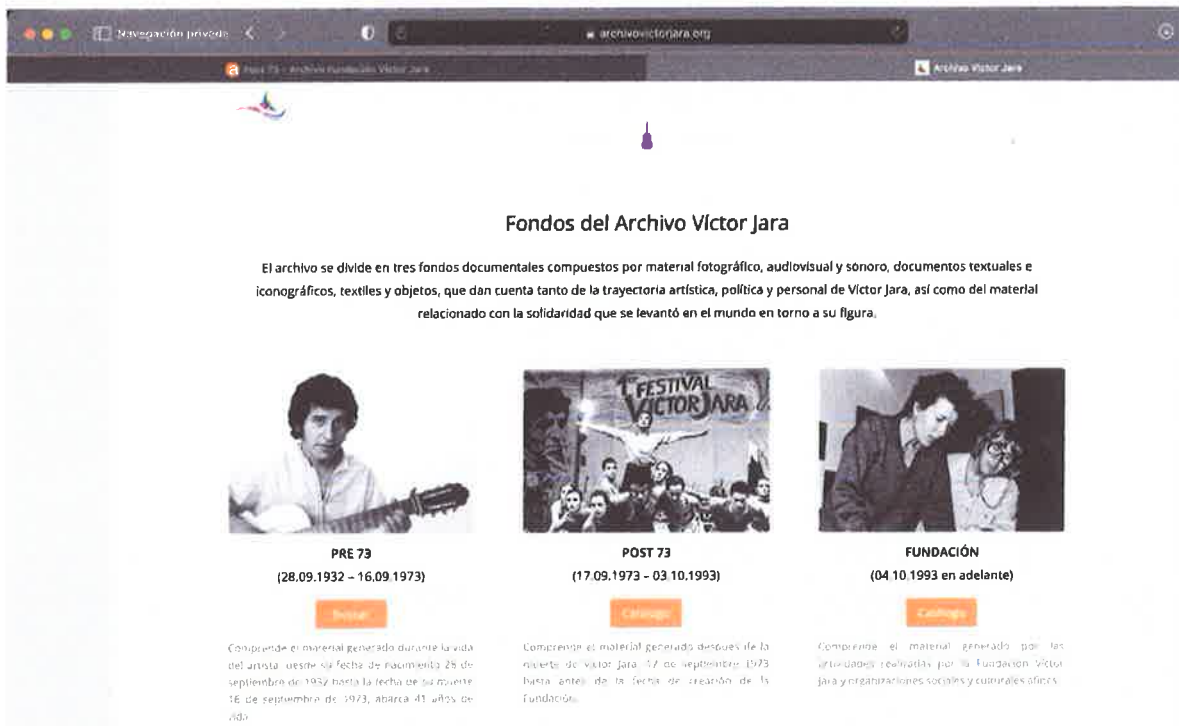 Navegación privada
archivovictorjara.org
Post 73 – Archivo Fundación Víctor Jara
Archivo Víctor Jara
Fondos del Archivo Víctor Jara
El archivo se divide en tres fondos documentales compuestos por material fotográfico, audiovisual y sonoro, documentos textuales e
iconográficos, textiles y objetos, que dan cuenta tanto de la trayectoria artística, política y personal de Víctor Jara, así como del material
relacionado con la solidaridad que se levantó en el mundo en torno a su figura.
FESTIVAL
VICTOR JARA
PRE 73
(28.09.1932 – 16.09.1973)
Buscar
Comprende el material generado durante la vida
del artista desde su fecha de nacimiento 28 de
septiembre de 1932 hasta la fecha de su muerte
16 de septiembre de 1973, abarca 41 años de
vida
POST 73
(17.09.1973 – 03.10.1993)
Catálogo
Comprende el material generado después de la
muerte de Víctor Jara, 17 de septiembre 1973
hasta antes de la fecha de creación de la
Fundación.
FUNDACIÓN
(04.10.1993 en adelante)
Catálogo
Comprende el material generado por las
actividades realizadas por la Fundación Víctor
Jara y organizaciones sociales y culturales afines.